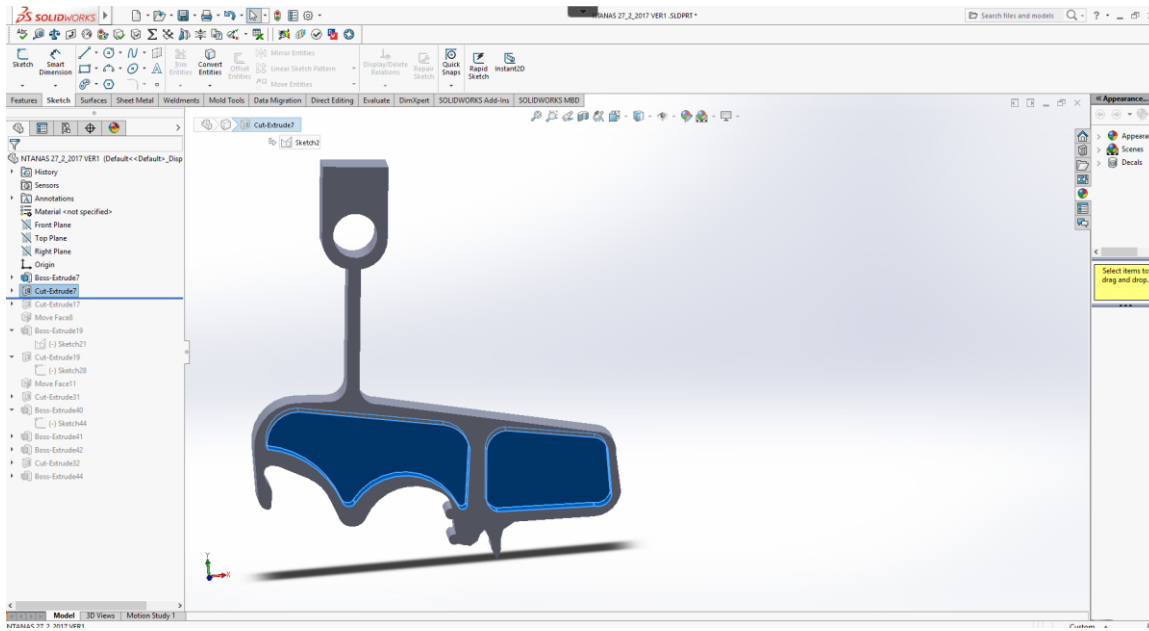 SOLIDWORKS
NTANAS 27_2_2017 VER1 .SLDPRT *
Search files and models
Sketch
Smart Dimension
Trim Entities
Convert Entities
Offset Entities
Mirror Entities
Linear Sketch Pattern
Move Entities
Display/Delete Relations
Repair Sketch
Quick Snaps
Rapid Sketch
Instant2D
Features Sketch Surfaces Sheet Metal Weldments Mold Tools Data Migration Direct Editing Evaluate DimXpert SOLIDWORKS Add-Ins SOLIDWORKS MBD
Cut-Extrude7
Sketch2
NTANAS 27_2_2017 VER1 (Default<<Default>_Disp
History
Sensors
Annotations
Material <not specified>
Front Plane
Top Plane
Right Plane
Origin
Boss-Extrude7
Cut-Extrude7
Cut-Extrude17
Move Face8
Boss-Extrude19
(-) Sketch21
Cut-Extrude19
(-) Sketch28
Move Face11
Cut-Extrude31
Boss-Extrude40
(-) Sketch44
Boss-Extrude41
Boss-Extrude42
Cut-Extrude32
Boss-Extrude44
Y
X
« Appearance...
Appear
Scenes
Decals
Select items to
drag and drop.
Model 3D Views Motion Study 1
NTANAS 27_2_2017 VER1
Custom